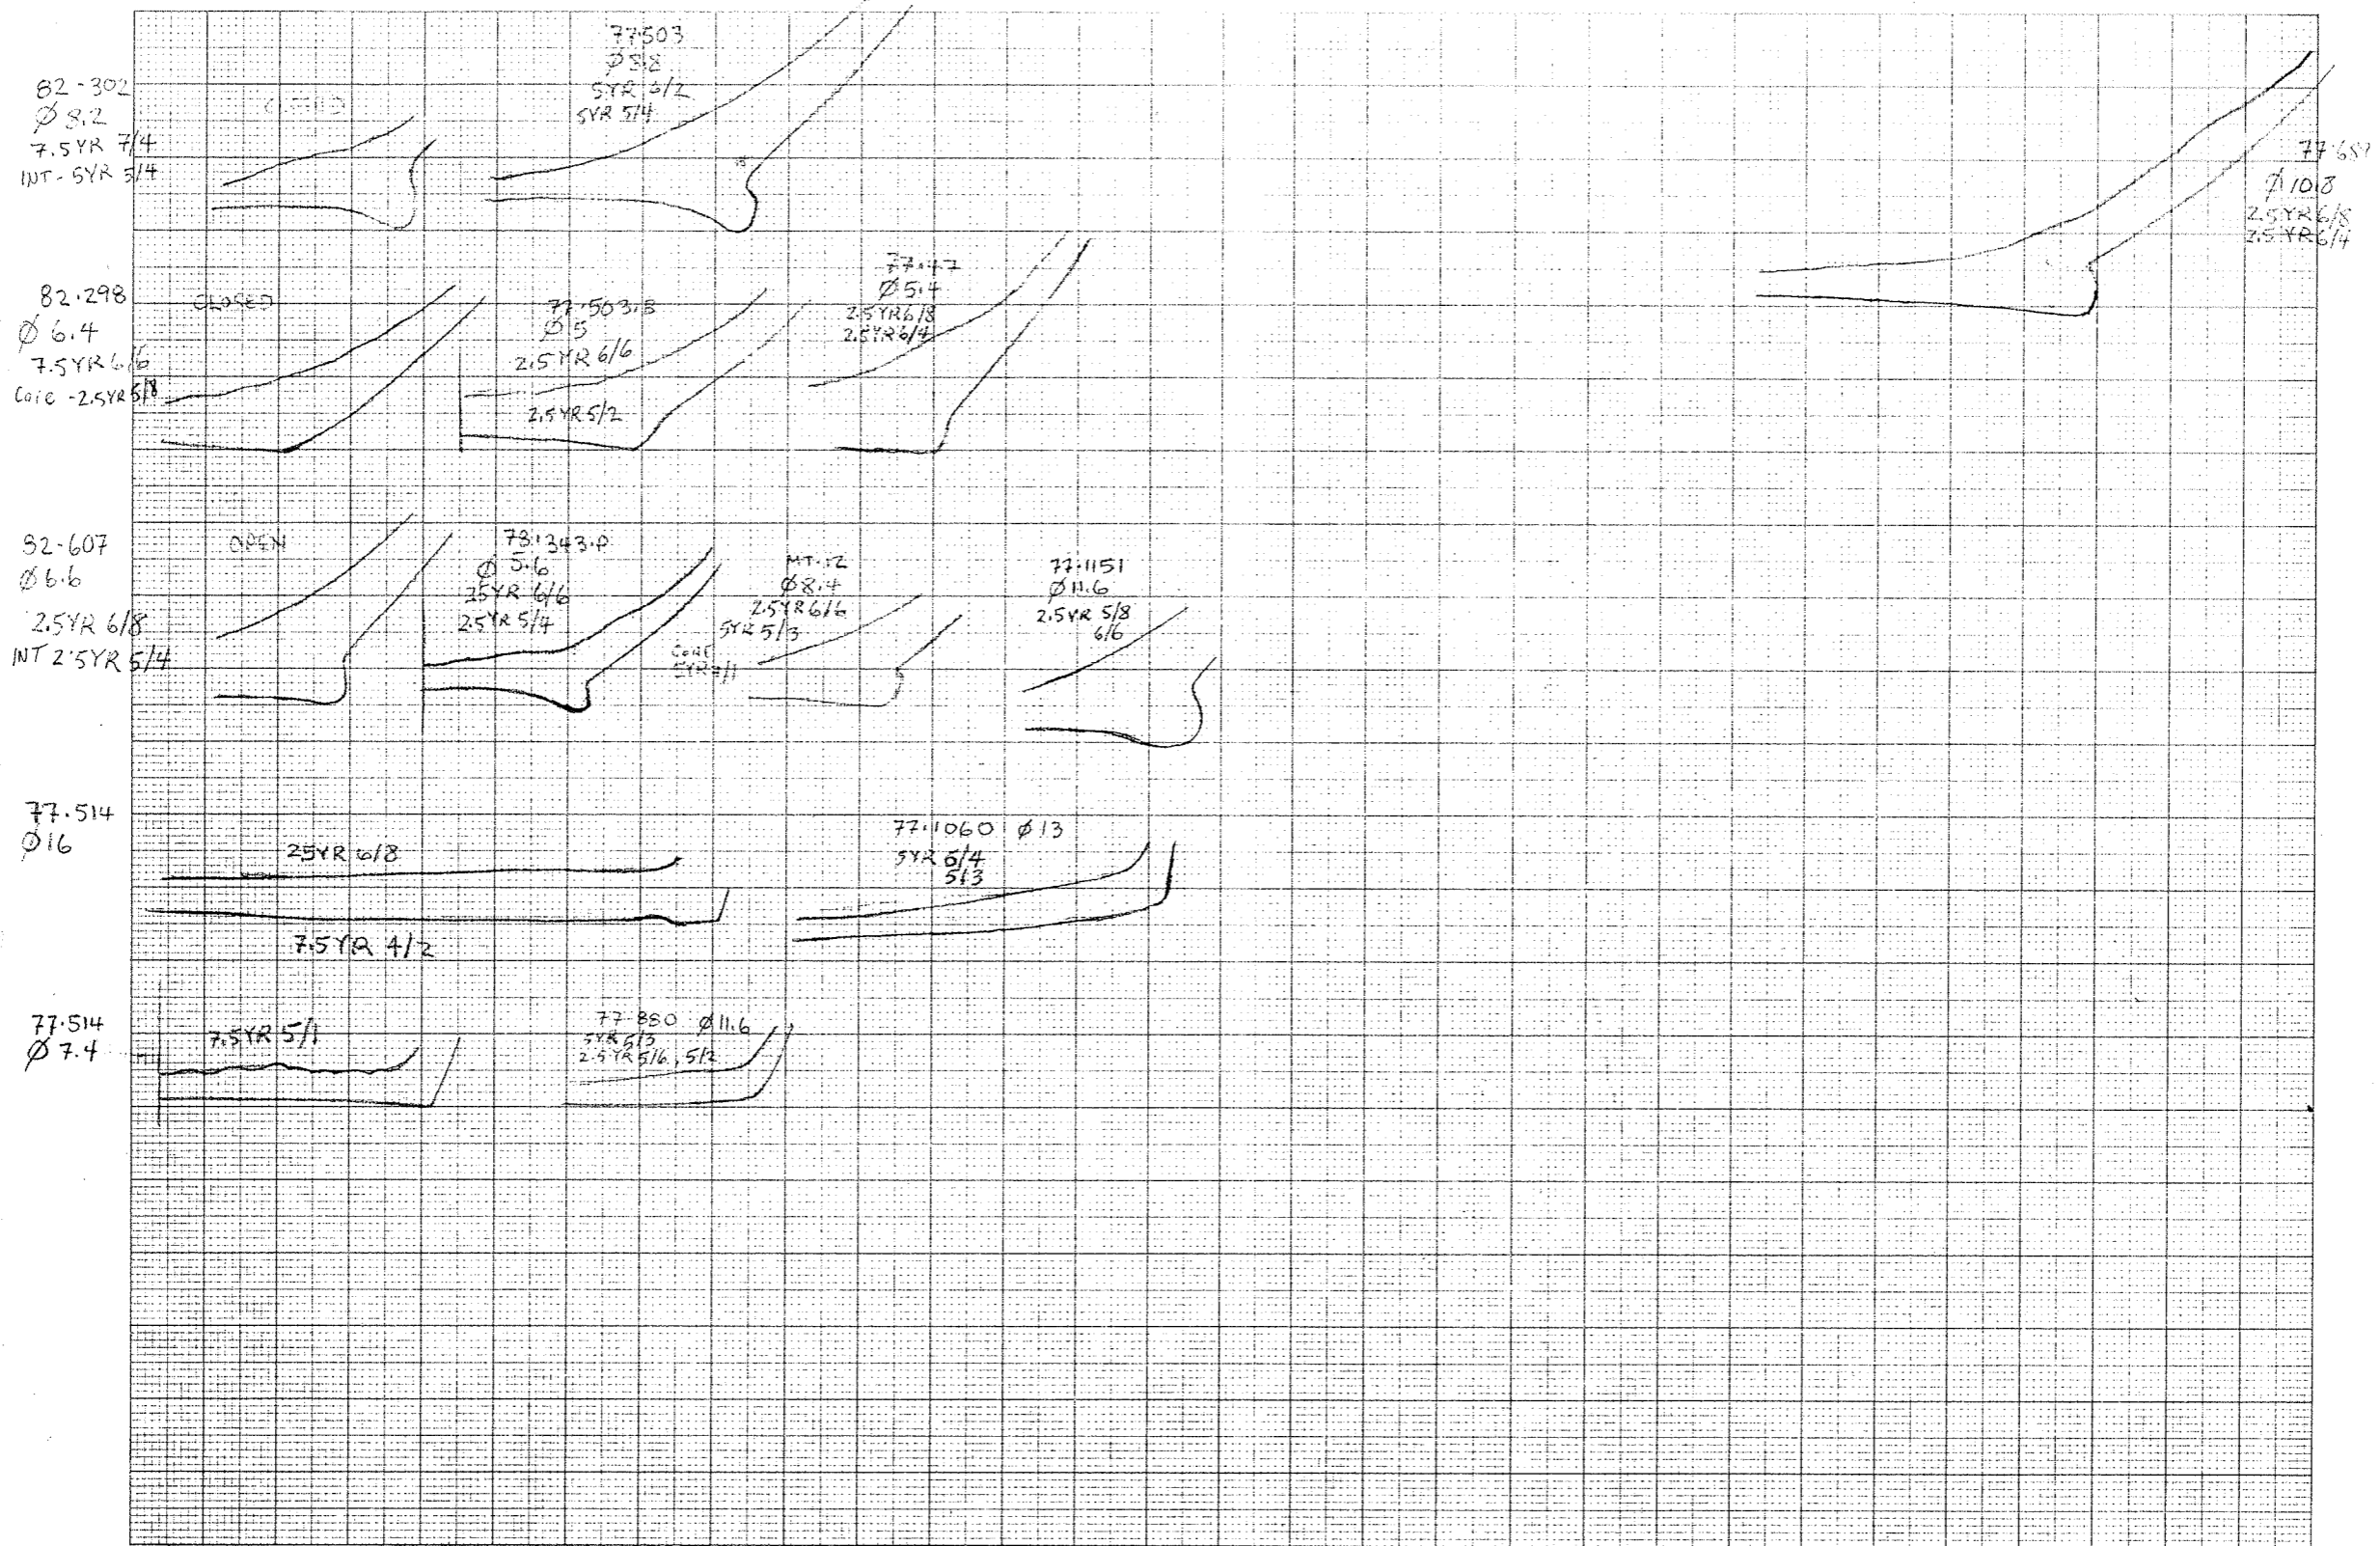 82-302
Ø 8.2
7.5YR 7/4
INT - 5YR 5/4
77.503
Ø 8.8
5YR 6/2
5YR 5/4
Ø 10.8
2.5YR 6/8
2.5YR 6/4
82.298
Ø 6.4
7.5YR 6/6
Core - 2.5YR 5/8
CLOSED
77.503.B
Ø 5
2.5YR 6/6
2.5YR 5/2
77.47
Ø 5.4
2.5YR 6/8
2.5YR 6/4
82-607
Ø 6.6
2.5YR 6/8
INT 2.5YR 5/4
OPEN
78.343.P
Ø 5.6
2.5YR 6/6
2.5YR 5/4
MT.12
Ø 8.4
2.5YR 6/6
5YR 5/3
CORE
77.1151
Ø 11.6
2.5YR 5/8
6/6
77.514
Ø 16
25YR 6/8
7.5YR 4/2
77.1060 Ø 13
5YR 6/4
5/3
77.514
Ø 7.4
7.5YR 5/1
77.880 Ø 11.6
5YR 5/3
2.5YR 5/6, 5/2